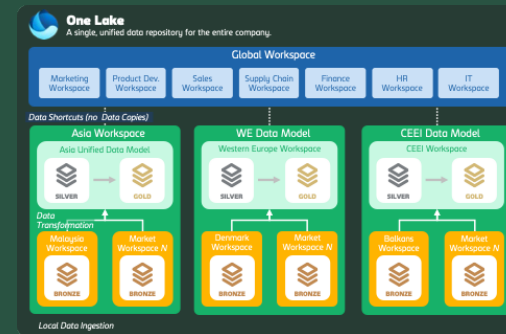 One Lake
A single, unified data repository for the entire company.
Global Workspace
Marketing Workspace
Product Dev. Workspace
Sales Workspace
Supply Chain Workspace
Finance Workspace
HR Workspace
IT Workspace
Data Shortcuts (no Data Copies)
Asia Workspace
WE Data Model
CEEI Data Model
Asia Unified Data Model
Western Europe Workspace
CEEI Workspace
SILVER
GOLD
SILVER
GOLD
SILVER
GOLD
Data
Transformation
Malaysia Workspace
Market Workspace N
Denmark Workspace
Market Workspace N
Balkans Workspace
Market Workspace N
BRONZE
BRONZE
BRONZE
BRONZE
BRONZE
BRONZE
Local Data Ingestion